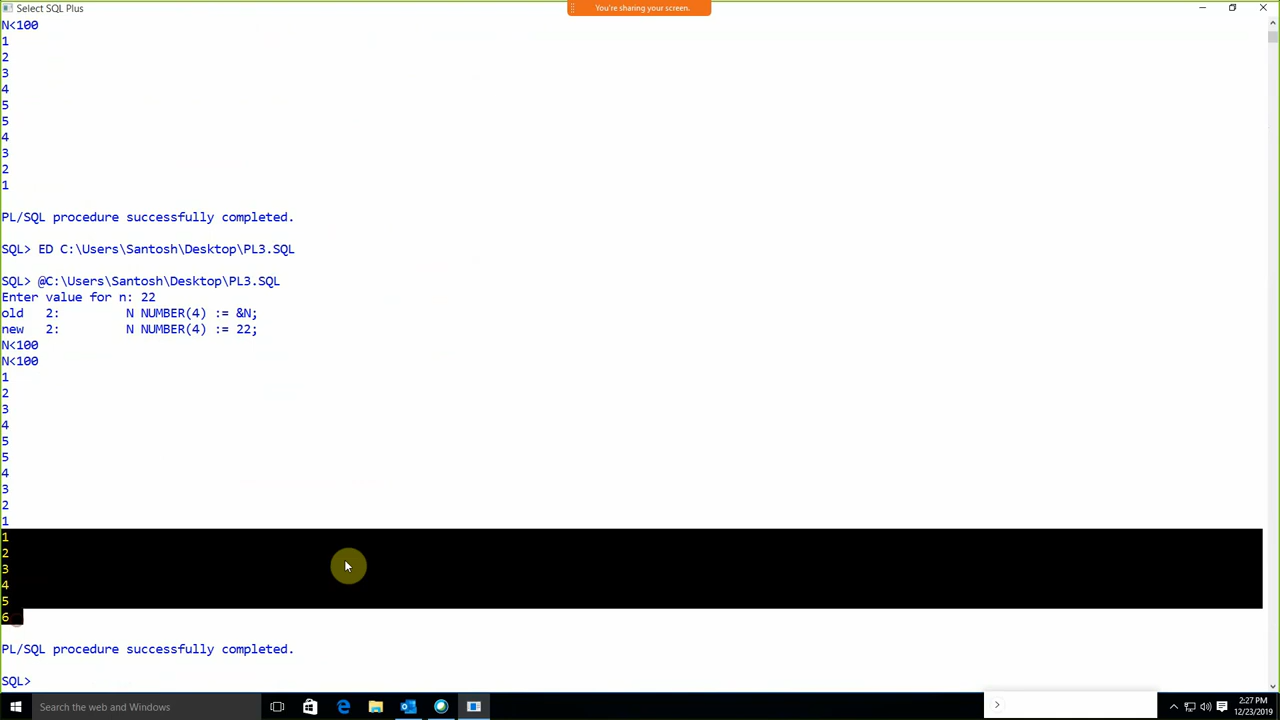 Select SQL Plus
You're sharing your screen.
N<100
1
2
3
4
5
5
4
3
2
1
PL/SQL procedure successfully completed.
SQL> ED C:\Users\Santosh\Desktop\PL3.SQL
SQL> @C:\Users\Santosh\Desktop\PL3.SQL
Enter value for n: 22
old   2:         N NUMBER(4) := &N;
new   2:         N NUMBER(4) := 22;
N<100
N<100
1
2
3
4
5
5
4
3
2
1
1
2
3
4
5
6
PL/SQL procedure successfully completed.
SQL>
Search the web and Windows
2:27 PM
12/23/2019